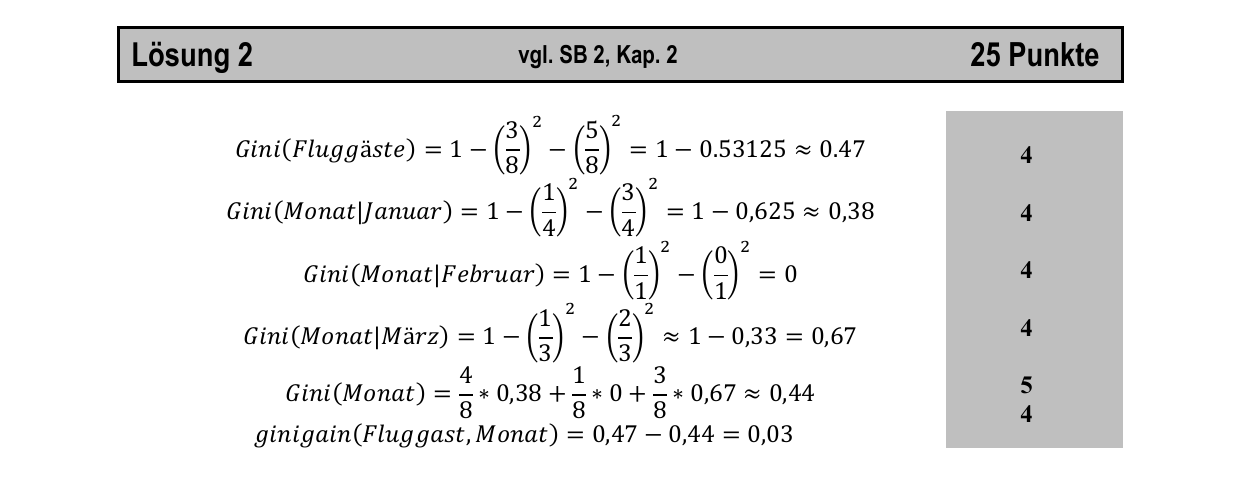 Lösung 2 vgl. SB 2, Kap. 2 25 Punkte
Gini(Fluggäste) = 1 − (3/8)² − (5/8)² = 1 − 0.53125 ≈ 0.47 4
Gini(Monat|Januar) = 1 − (1/4)² − (3/4)² = 1 − 0,625 ≈ 0,38 4
Gini(Monat|Februar) = 1 − (1/1)² − (0/1)² = 0 4
Gini(Monat|März) = 1 − (1/3)² − (2/3)² ≈ 1 − 0,33 = 0,67 4
Gini(Monat) = 4/8 * 0,38 + 1/8 * 0 + 3/8 * 0,67 ≈ 0,44 5
ginigain(Fluggast, Monat) = 0,47 − 0,44 = 0,03 4